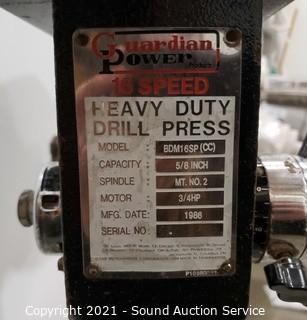 Guardian
Power
Products
16 SPEED
HEAVY DUTY
DRILL PRESS
MODEL BDM16SP (CC)
CAPACITY 5/8 INCH
SPINDLE MT. NO. 2
MOTOR 3/4HP
MFG. DATE: 1986
SERIAL NO.
Copyright 2021 - Sound Auction Service